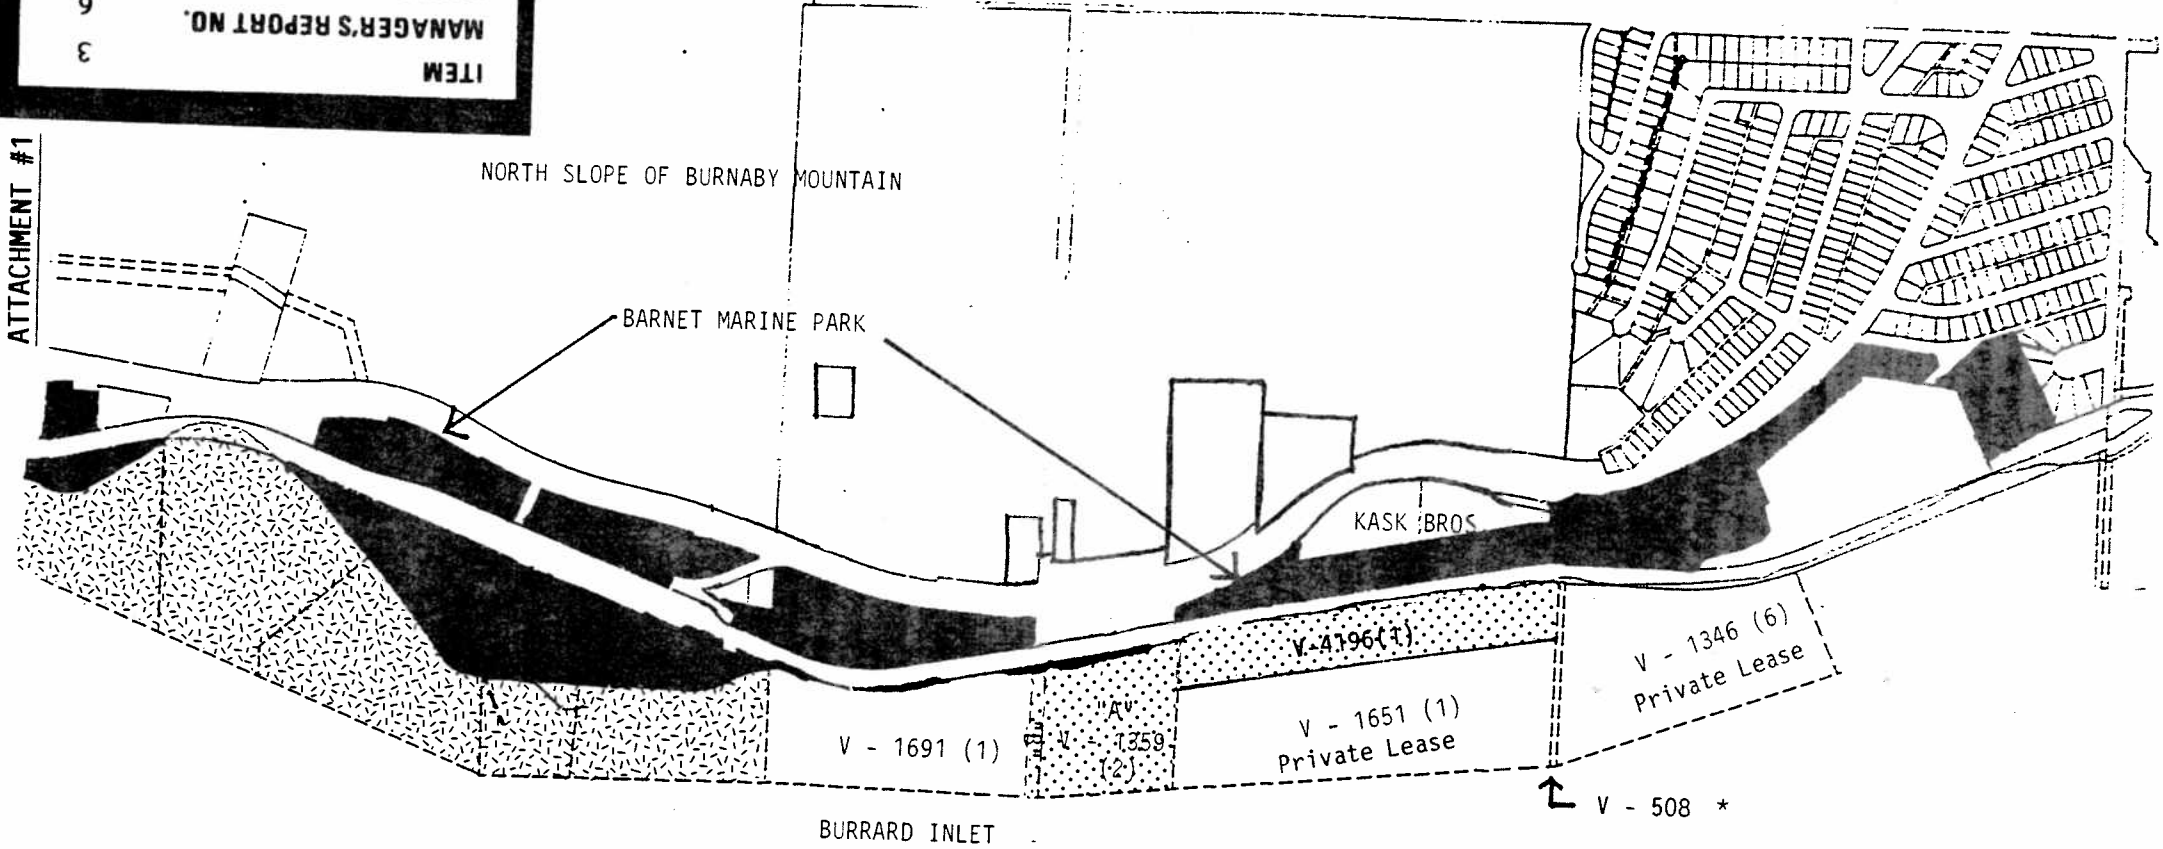 ITEM 3
MANAGER'S REPORT NO. 6
ATTACHMENT #1
NORTH SLOPE OF BURNABY MOUNTAIN
BARNET MARINE PARK
KASK BROS.
V-4196(1)
V - 1346 (6)
Private Lease
"A"
V - 1359
(2)
V - 1691 (1)
V - 1651 (1)
Private Lease
V - 508 *
BURRARD INLET